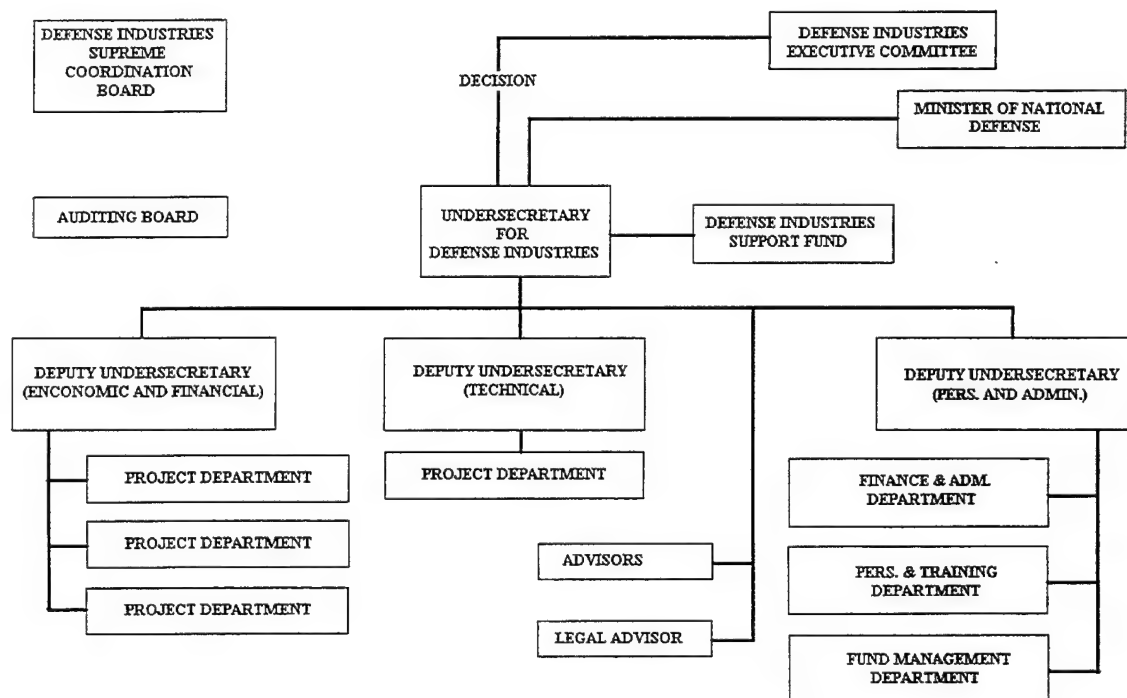 DEFENSE INDUSTRIES
SUPREME
COORDINATION
BOARD
DEFENSE INDUSTRIES
EXECUTIVE COMMITTEE
DECISION
MINISTER OF NATIONAL
DEFENSE
AUDITING BOARD
UNDERSECRETARY
FOR
DEFENSE INDUSTRIES
DEFENSE INDUSTRIES
SUPPORT FUND
DEPUTY UNDERSECRETARY
(ENCONOMIC AND FINANCIAL)
DEPUTY UNDERSECRETARY
(TECHNICAL)
DEPUTY UNDERSECRETARY
(PERS. AND ADMIN.)
PROJECT DEPARTMENT
PROJECT DEPARTMENT
PROJECT DEPARTMENT
PROJECT DEPARTMENT
ADVISORS
LEGAL ADVISOR
FINANCE & ADM.
DEPARTMENT
PERS. & TRAINING
DEPARTMENT
FUND MANAGEMENT
DEPARTMENT